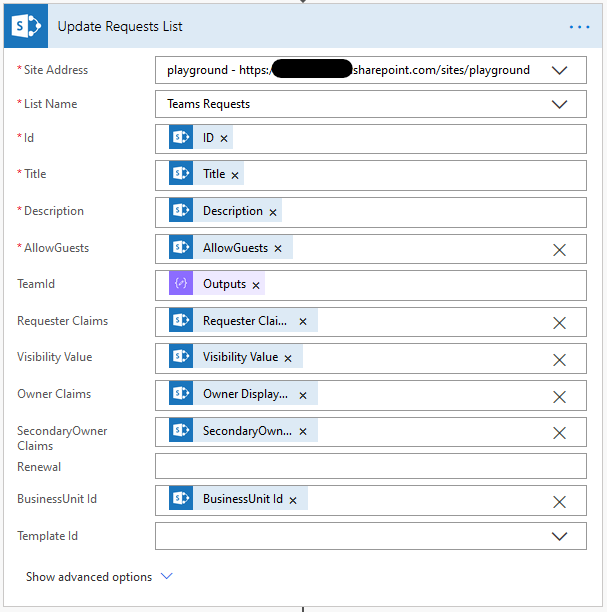 Update Requests List
* Site Address playground - https:/ sharepoint.com/sites/playground
* List Name Teams Requests
* Id ID
* Title Title
* Description Description
* AllowGuests AllowGuests
TeamId Outputs
Requester Claims Requester Clai...
Visibility Value Visibility Value
Owner Claims Owner Display...
SecondaryOwner SecondaryOwn...
Claims
Renewal
BusinessUnit Id BusinessUnit Id
Template Id
Show advanced options